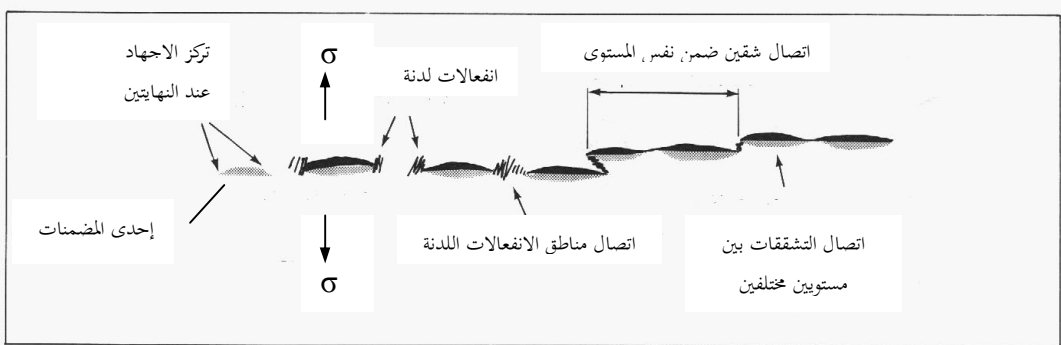 تركز الاجهاد
عند النهايتين
σ
انفعالات لدنة
اتصال شقين ضمن نفس المستوى
إحدى المضمنات
σ
اتصال مناطق الانفعالات اللدنة
اتصال التشققات بين
مستويين مختلفين